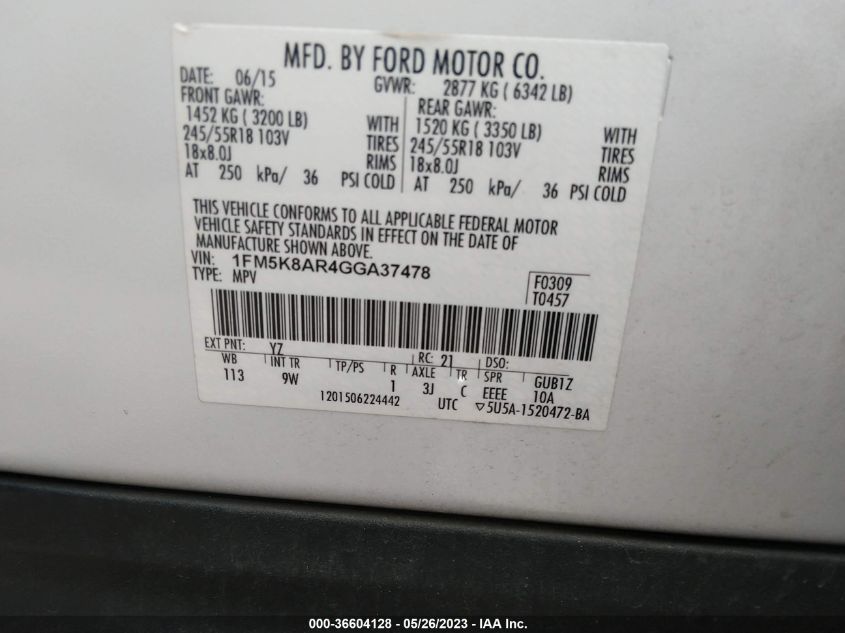 MFD. BY FORD MOTOR CO.
DATE: 06/15 GVWR: 2877 KG ( 6342 LB)
FRONT GAWR: REAR GAWR:
1452 KG ( 3200 LB) WITH 1520 KG ( 3350 LB) WITH
245/55R18 103V TIRES 245/55R18 103V TIRES
18x8.0J RIMS 18x8.0J RIMS
AT 250 kPa/ 36 PSI COLD AT 250 kPa/ 36 PSI COLD
THIS VEHICLE CONFORMS TO ALL APPLICABLE FEDERAL MOTOR
VEHICLE SAFETY STANDARDS IN EFFECT ON THE DATE OF
MANUFACTURE SHOWN ABOVE.
VIN: 1FM5K8AR4GGA37478
TYPE: MPV
F0309
T0457
EXT PNT: YZ RC: 21 DSO:
WB INT TR TP/PS R AXLE TR SPR GUB1Z
113 9W 1 3J C EEEE 10A
1201506224442 UTC ▽5U5A-1520472-BA
000-36604128 - 05/26/2023 - IAA Inc.